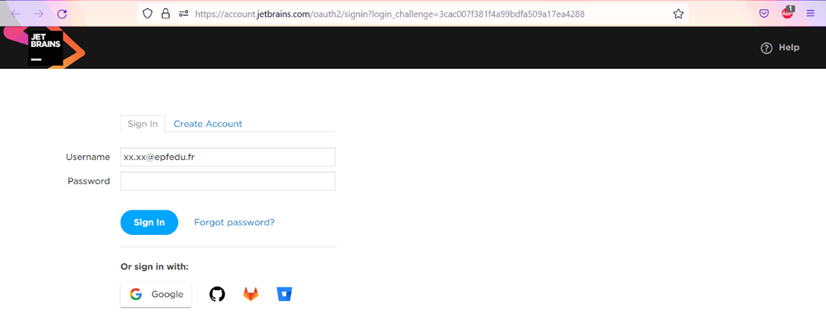 https://account.jetbrains.com/oauth2/signin?login_challenge=3cac007f381f4a99bdfa509a17ea4288
1
JET
BRAINS
Help
Sign In Create Account
Username xx.xx@epfedu.fr
Password
Sign In Forgot password?
Or sign in with:
Google